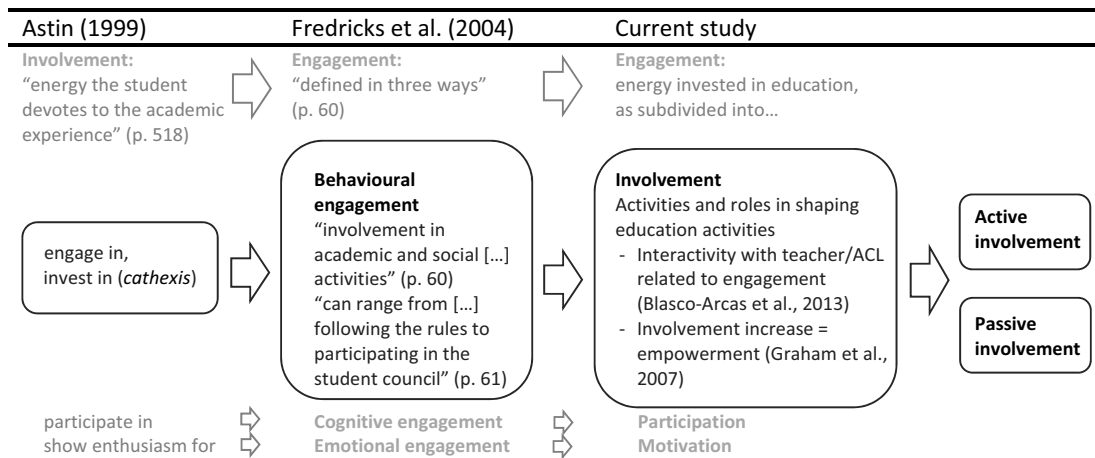 Astin (1999)
Fredricks et al. (2004)
Current study
Involvement:
“energy the student
devotes to the academic
experience” (p. 518)
Engagement:
“defined in three ways”
(p. 60)
Engagement:
energy invested in education,
as subdivided into…
engage in,
invest in (cathexis)
Behavioural
engagement
“involvement in
academic and social […]
activities” (p. 60)
“can range from […]
following the rules to
participating in the
student council” (p. 61)
Involvement
Activities and roles in shaping
education activities
- Interactivity with teacher/ACL
related to engagement
(Blasco-Arcas et al., 2013)
- Involvement increase =
empowerment (Graham et al.,
2007)
Active
involvement
Passive
involvement
participate in
show enthusiasm for
Cognitive engagement
Emotional engagement
Participation
Motivation